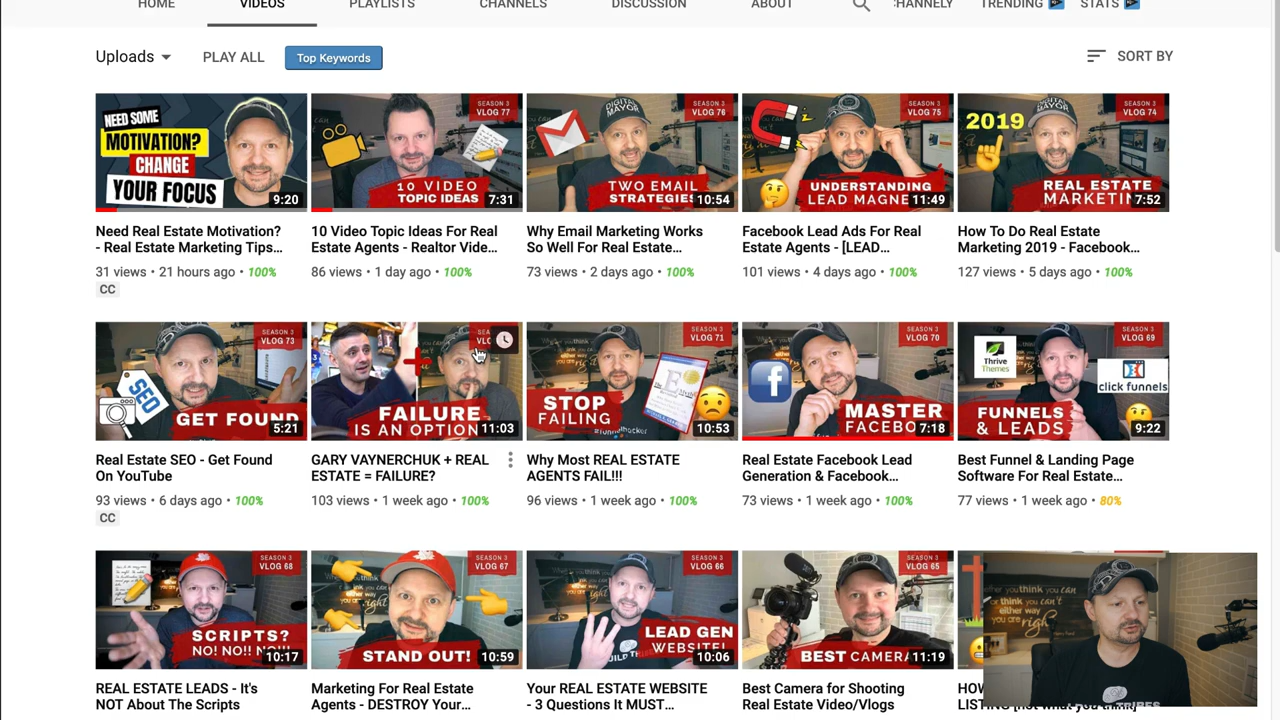 HOME VIDEOS PLAYLISTS CHANNELS DISCUSSION ABOUT CHANNELY TRENDING STATS
Uploads PLAY ALL Top Keywords SORT BY
NEED SOME
MOTIVATION?
CHANGE
YOUR FOCUS
9:20
SEASON 3
VLOG 77
10 VIDEO
TOPIC IDEAS
7:31
DIGITAL
MAYOR
SEASON 3
VLOG 76
TWO EMAIL
STRATEGIES
10:54
SEASON 3
VLOG 75
UNDERSTANDING
LEAD MAGNE
11:49
2019
SEASON 3
VLOG 74
REAL ESTATE
MARKETIN
7:52
Need Real Estate Motivation?
- Real Estate Marketing Tips...
31 views • 21 hours ago • 100%
CC
10 Video Topic Ideas For Real
Estate Agents - Realtor Vide...
86 views • 1 day ago • 100%
Why Email Marketing Works
So Well For Real Estate...
73 views • 2 days ago • 100%
Facebook Lead Ads For Real
Estate Agents - [LEAD...
101 views • 4 days ago • 100%
How To Do Real Estate
Marketing 2019 - Facebook...
127 views • 5 days ago • 100%
SEASON 3
VLOG 73
SEO
GET FOUND
5:21
FAILURE
IS AN OPTION
11:03
SEASON 3
VLOG 71
STOP
FAILING
10:53
SEASON 3
VLOG 70
MASTER
FACEBO
7:18
SEASON 3
VLOG 69
Thrive
Themes
click funnels
FUNNELS
& LEADS
9:22
Real Estate SEO - Get Found
On YouTube
93 views • 6 days ago • 100%
CC
GARY VAYNERCHUK + REAL
ESTATE = FAILURE?
103 views • 1 week ago • 100%
Why Most REAL ESTATE
AGENTS FAIL!!!
96 views • 1 week ago • 100%
Real Estate Facebook Lead
Generation & Facebook...
73 views • 1 week ago • 100%
Best Funnel & Landing Page
Software For Real Estate...
77 views • 1 week ago • 80%
SEASON 3
VLOG 68
SCRIPTS?
NO! NO!! NO!!!
10:17
SEASON 3
VLOG 67
STAND OUT!
10:59
SEASON 3
VLOG 66
LEAD GEN
WEBSITE!
10:06
SEASON 3
VLOG 65
BEST CAMERA
11:19
REAL ESTATE LEADS - It's
NOT About The Scripts
Marketing For Real Estate
Agents - DESTROY Your...
Your REAL ESTATE WEBSITE
- 3 Questions It MUST...
Best Camera for Shooting
Real Estate Video/Vlogs